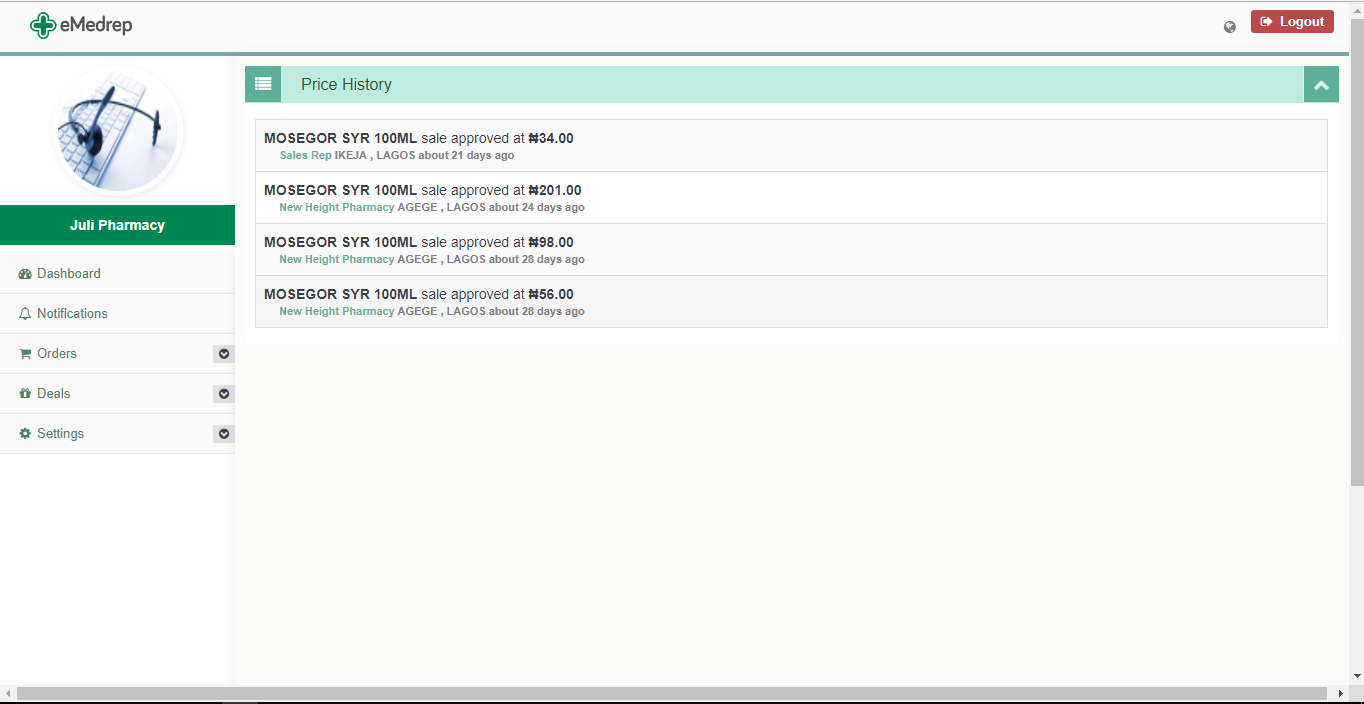 eMedrep
Logout
Juli Pharmacy
Dashboard
Notifications
Orders
Deals
Settings
Price History
MOSEGOR SYR 100ML sale approved at ₦34.00
Sales Rep IKEJA , LAGOS about 21 days ago
MOSEGOR SYR 100ML sale approved at ₦201.00
New Height Pharmacy AGEGE , LAGOS about 24 days ago
MOSEGOR SYR 100ML sale approved at ₦98.00
New Height Pharmacy AGEGE , LAGOS about 28 days ago
MOSEGOR SYR 100ML sale approved at ₦56.00
New Height Pharmacy AGEGE , LAGOS about 28 days ago